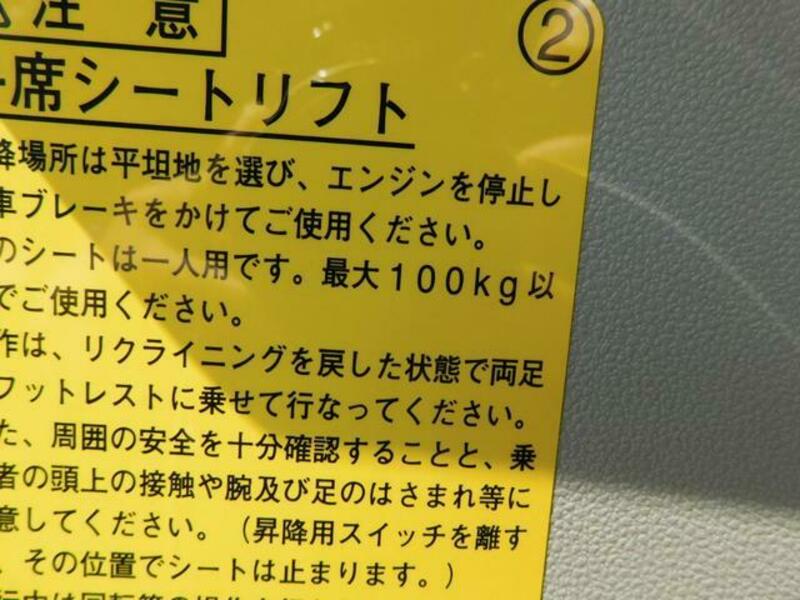 注意
②
席シートリフト
降場所は平坦地を選び、エンジンを停止し
車ブレーキをかけてご使用ください。
のシートは一人用です。最大100kg以
でご使用ください。
作は、リクライニングを戻した状態で両足
フットレストに乗せて行なってください。
た、周囲の安全を十分確認することと、乗
者の頭上の接触や腕及び足のはさまれ等に
意してください。（昇降用スイッチを離す
、その位置でシートは止まります。）